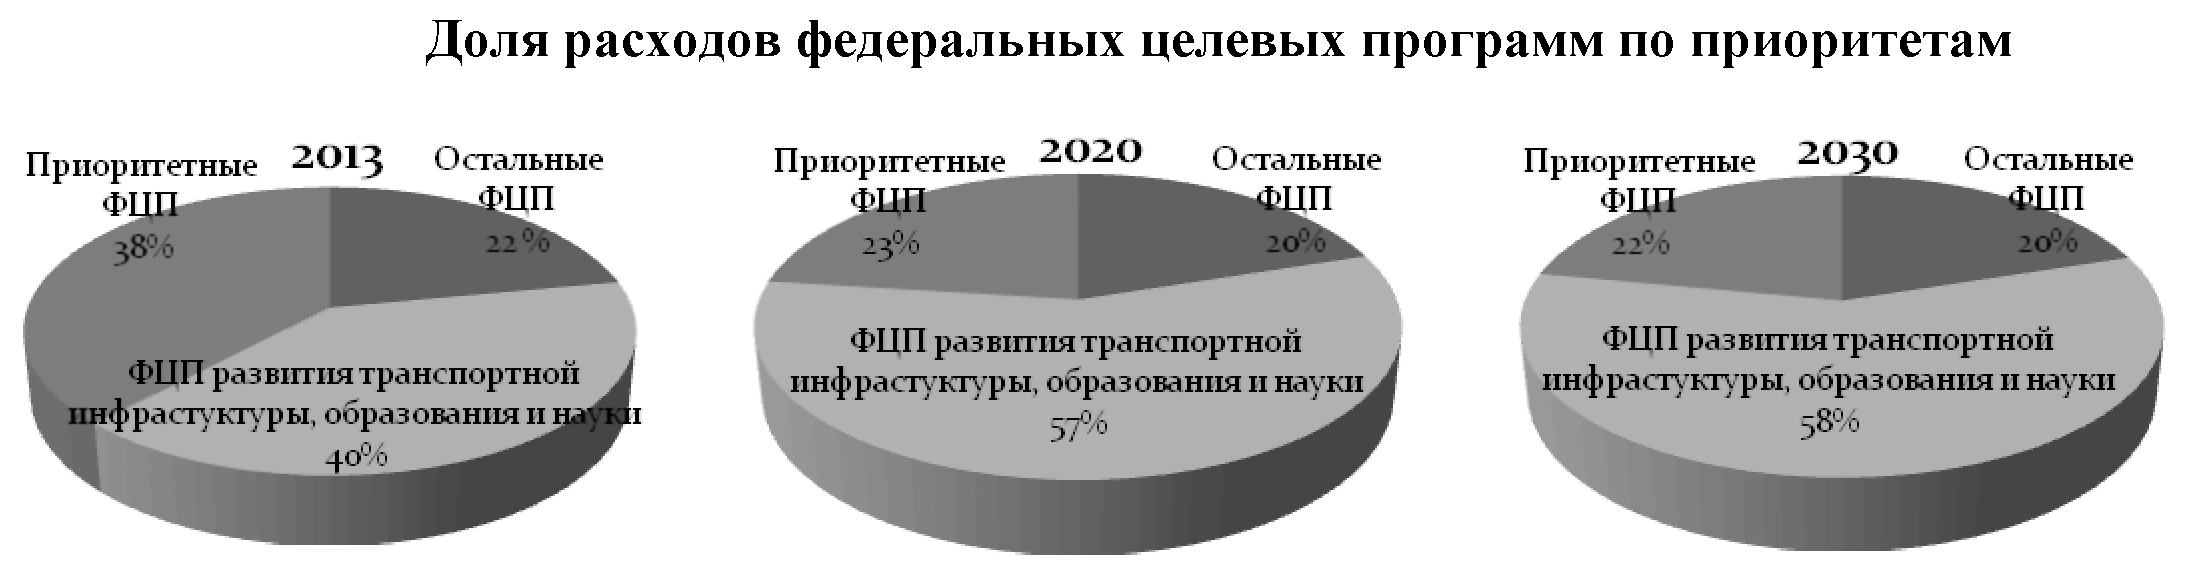 Доля расходов федеральных целевых программ по приоритетам
2013
Приоритетные
ФЦП
38%
Остальные
ФЦП
22 %
ФЦП развития транспортной
инфрастуктуры, образования и науки
40%
2020
Приоритетные
ФЦП
23%
Остальные
ФЦП
20%
ФЦП развития транспортной
инфрастуктуры, образования и науки
57%
2030
Приоритетные
ФЦП
22%
Остальные
ФЦП
20%
ФЦП развития транспортной
инфрастуктуры, образования и науки
58%